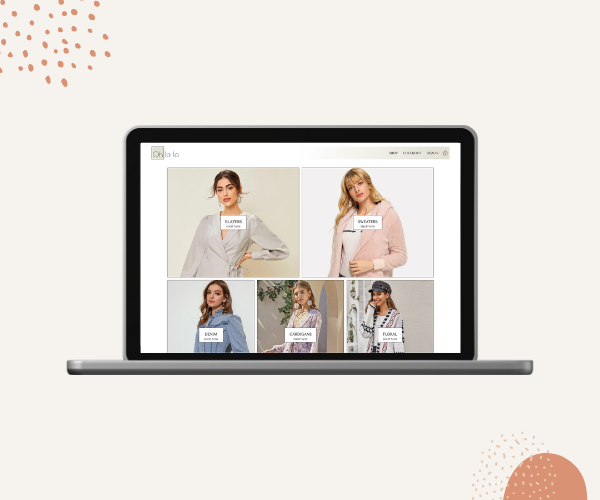 Oh la la
SHOP
SIGN IN
BLAZERS
SHOP NOW
SWEATERS
SHOP NOW
DENIM
SHOP NOW
CARDIGANS
SHOP NOW
FLORAL
SHOP NOW